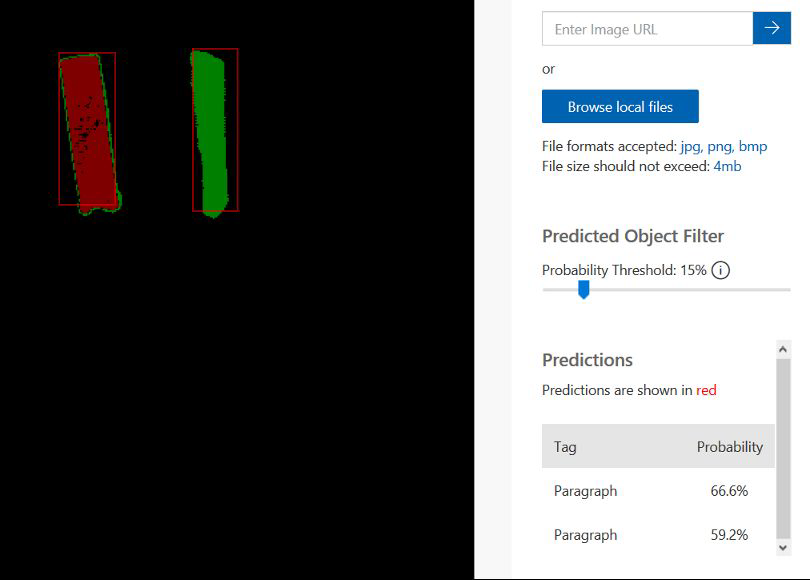 Enter Image URL
or
Browse local files
File formats accepted: jpg, png, bmp
File size should not exceed: 4mb
Predicted Object Filter
Probability Threshold: 15% i
Predictions
Predictions are shown in red
Tag Probability
Paragraph 66.6%
Paragraph 59.2%